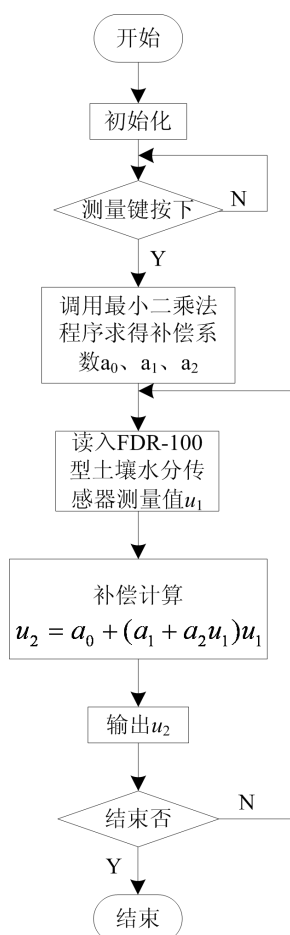 开始
初始化
测量键按下
N
Y
调用最小二乘法
程序求得补偿系
数a₀、a₁、a₂
读入FDR-100
型土壤水分传
感器测量值u₁
补偿计算
u₂ = a₀ + (a₁ + a₂u₁)u₁
输出u₂
结束否
N
Y
结束